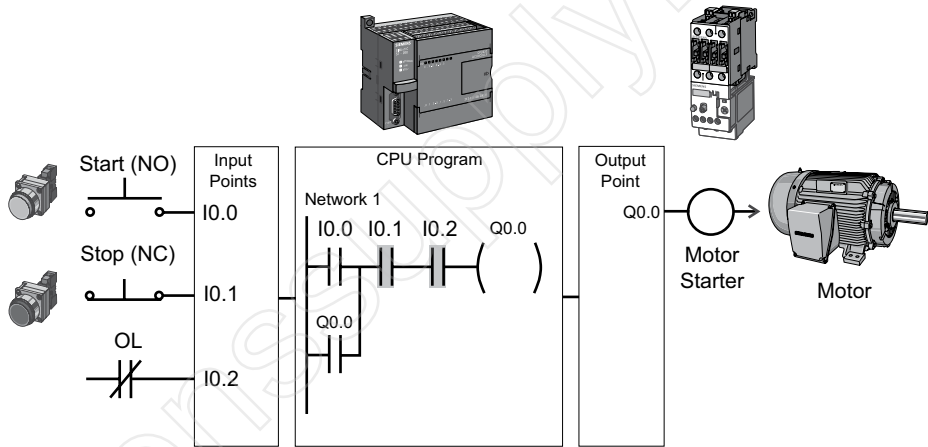 Start (NO)
I0.0
Stop (NC)
I0.1
OL
I0.2
Input
Points
CPU Program
Network 1
I0.0 I0.1 I0.2 Q0.0
Q0.0
Output
Point
Q0.0
Motor
Starter
Motor